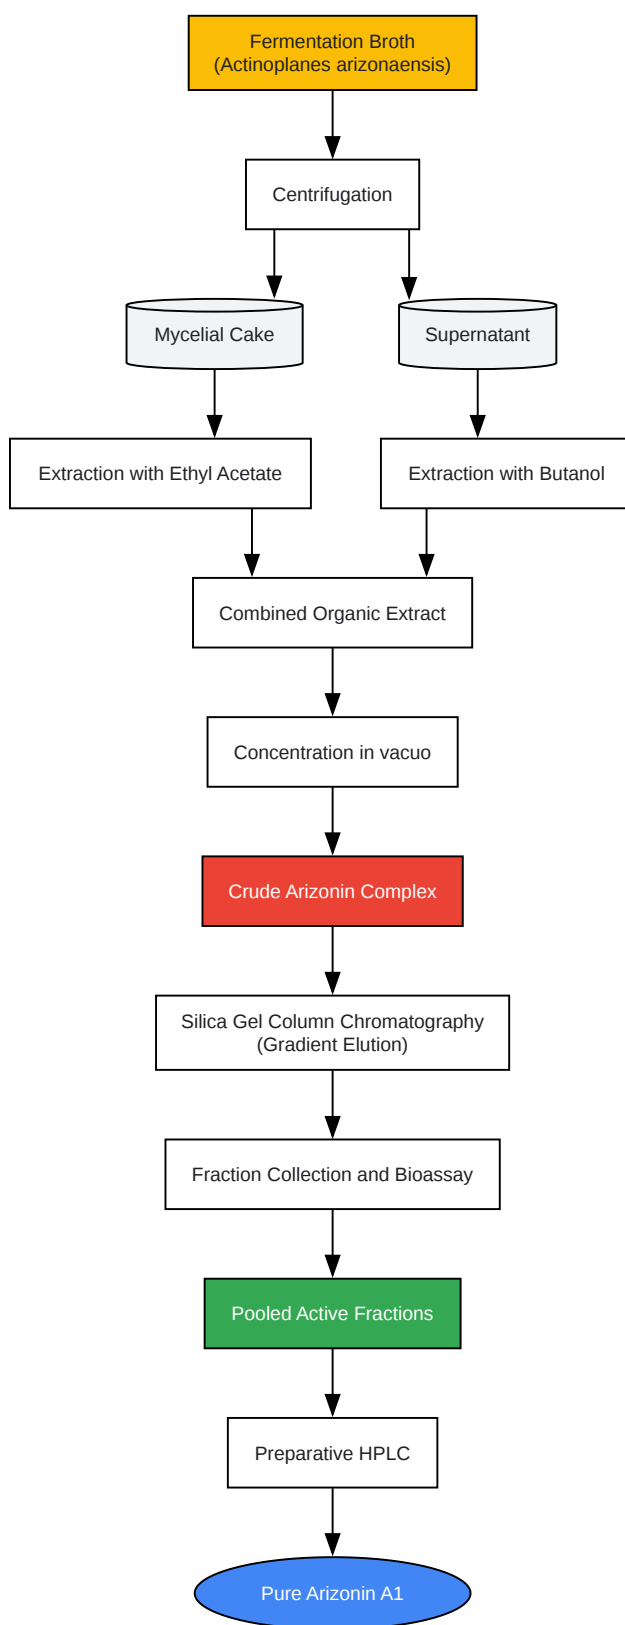 Fermentation Broth
(Actinoplanes arizonaensis)
Centrifugation
Mycelial Cake
Supernatant
Extraction with Ethyl Acetate
Extraction with Butanol
Combined Organic Extract
Concentration in vacuo
Crude Arizonin Complex
Silica Gel Column Chromatography
(Gradient Elution)
Fraction Collection and Bioassay
Pooled Active Fractions
Preparative HPLC
Pure Arizonin A1